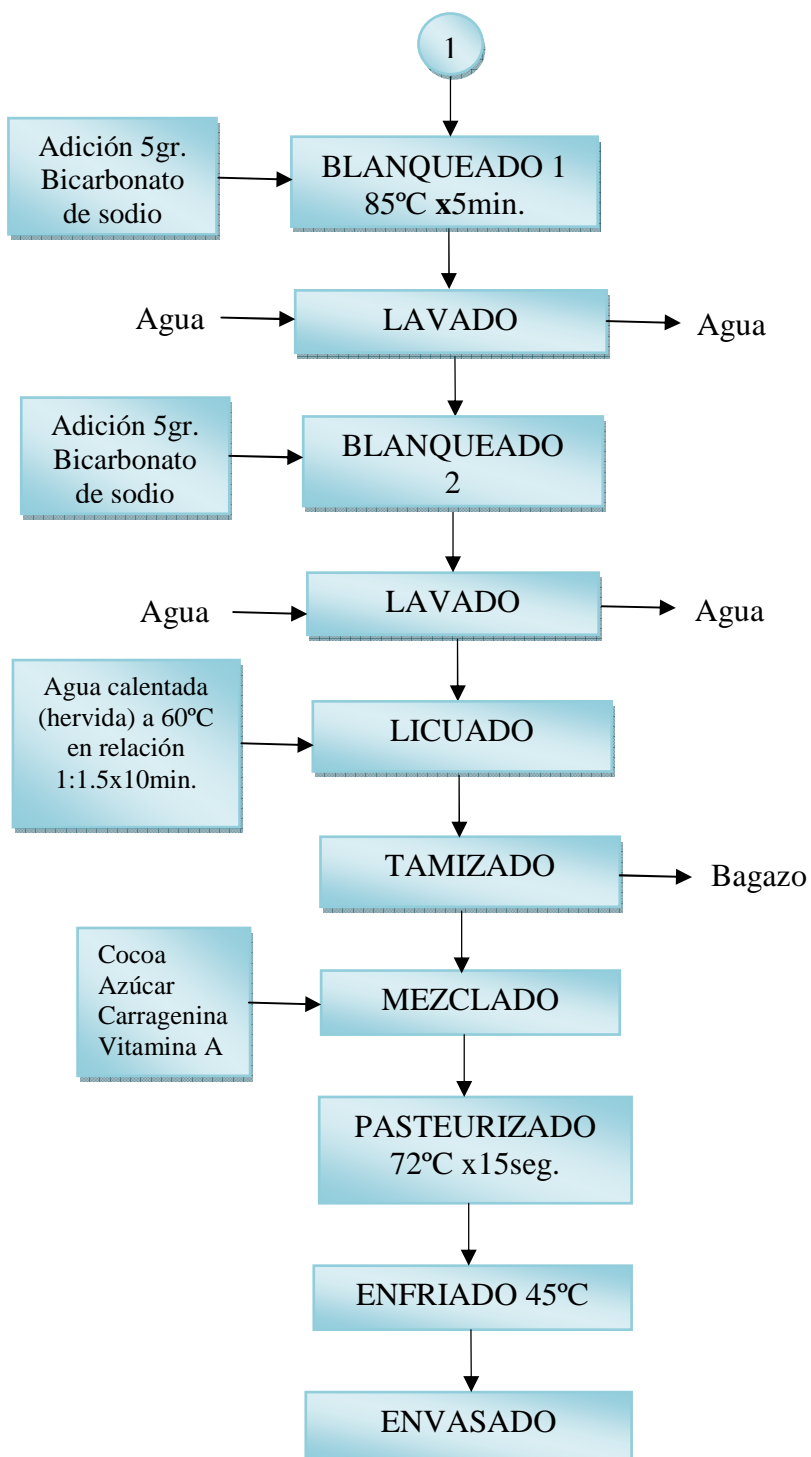 1
Adición 5gr.
Bicarbonato
de sodio
BLANQUEADO 1
85ºC x5min.
Agua
LAVADO
Agua
Adición 5gr.
Bicarbonato
de sodio
BLANQUEADO
2
Agua
LAVADO
Agua
Agua calentada
(hervida) a 60ºC
en relación
1:1.5x10min.
LICUADO
TAMIZADO
Bagazo
Cocoa
Azúcar
Carragenina
Vitamina A
MEZCLADO
PASTEURIZADO
72ºC x15seg.
ENFRIADO 45ºC
ENVASADO